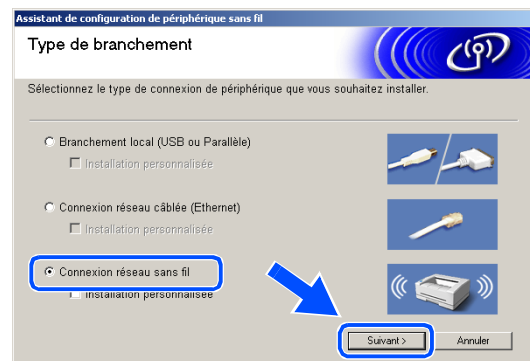 Assistant de configuration de périphérique sans fil
Type de branchement
Sélectionnez le type de connexion de périphérique que vous souhaitez installer.
Branchement local (USB ou Parallèle)
Installation personnalisée
Connexion réseau câblée (Ethernet)
Installation personnalisée
Connexion réseau sans fil
Installation personnalisée
Suivant >
Annuler